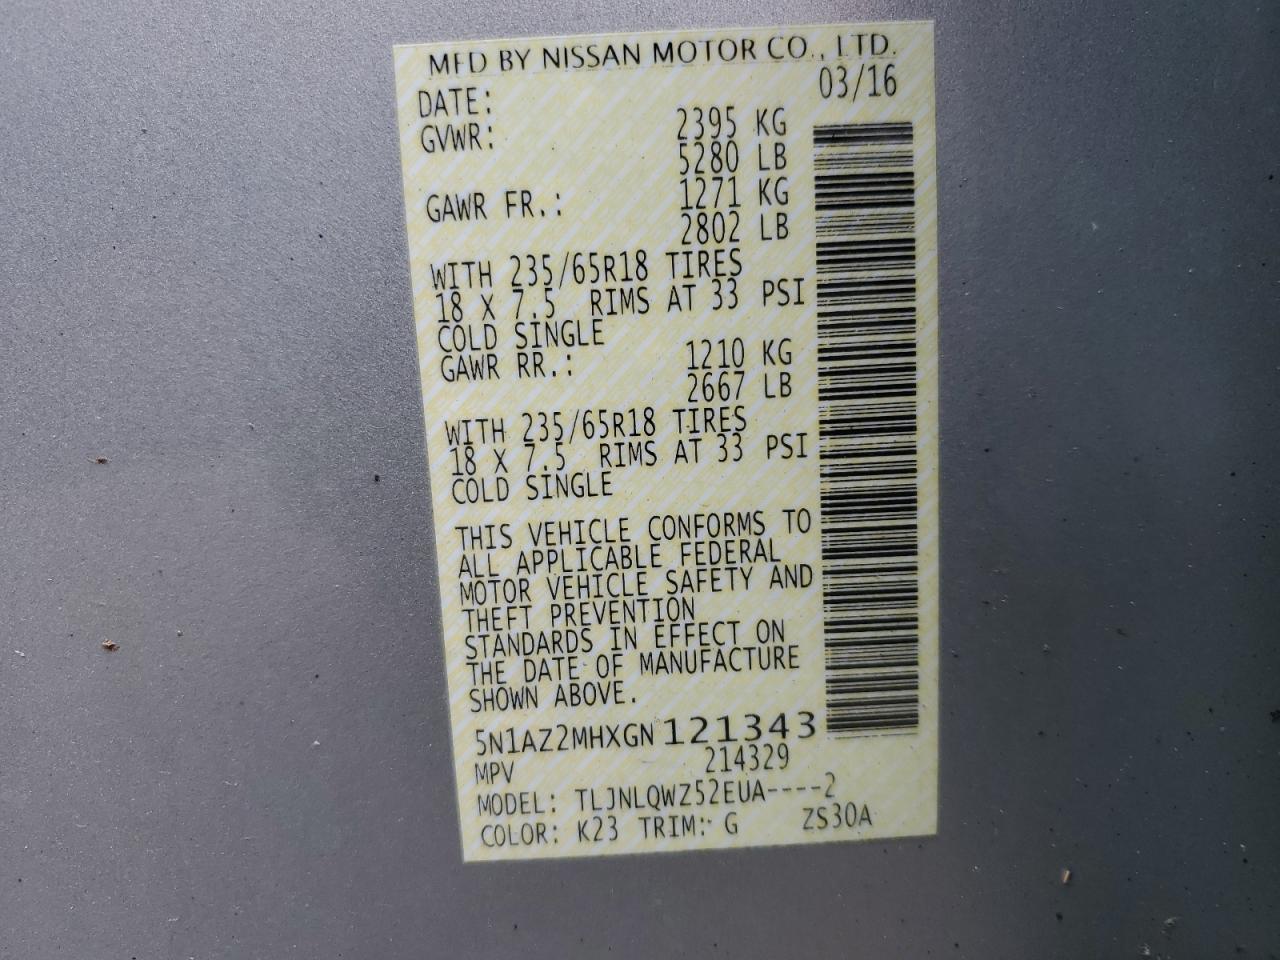 MFD BY NISSAN MOTOR CO., LTD.
DATE: 03/16
GVWR: 2395 KG
5280 LB
GAWR FR.: 1271 KG
2802 LB
WITH 235/65R18 TIRES
18 X 7.5 RIMS AT 33 PSI
COLD SINGLE
GAWR RR.: 1210 KG
2667 LB
WITH 235/65R18 TIRES
18 X 7.5 RIMS AT 33 PSI
COLD SINGLE
THIS VEHICLE CONFORMS TO
ALL APPLICABLE FEDERAL
MOTOR VEHICLE SAFETY AND
THEFT PREVENTION
STANDARDS IN EFFECT ON
THE DATE OF MANUFACTURE
SHOWN ABOVE.
5N1AZ2MHXGN121343
MPV 214329
MODEL: TLJNLQWZ52EUA----2
COLOR: K23 TRIM: G ZS30A